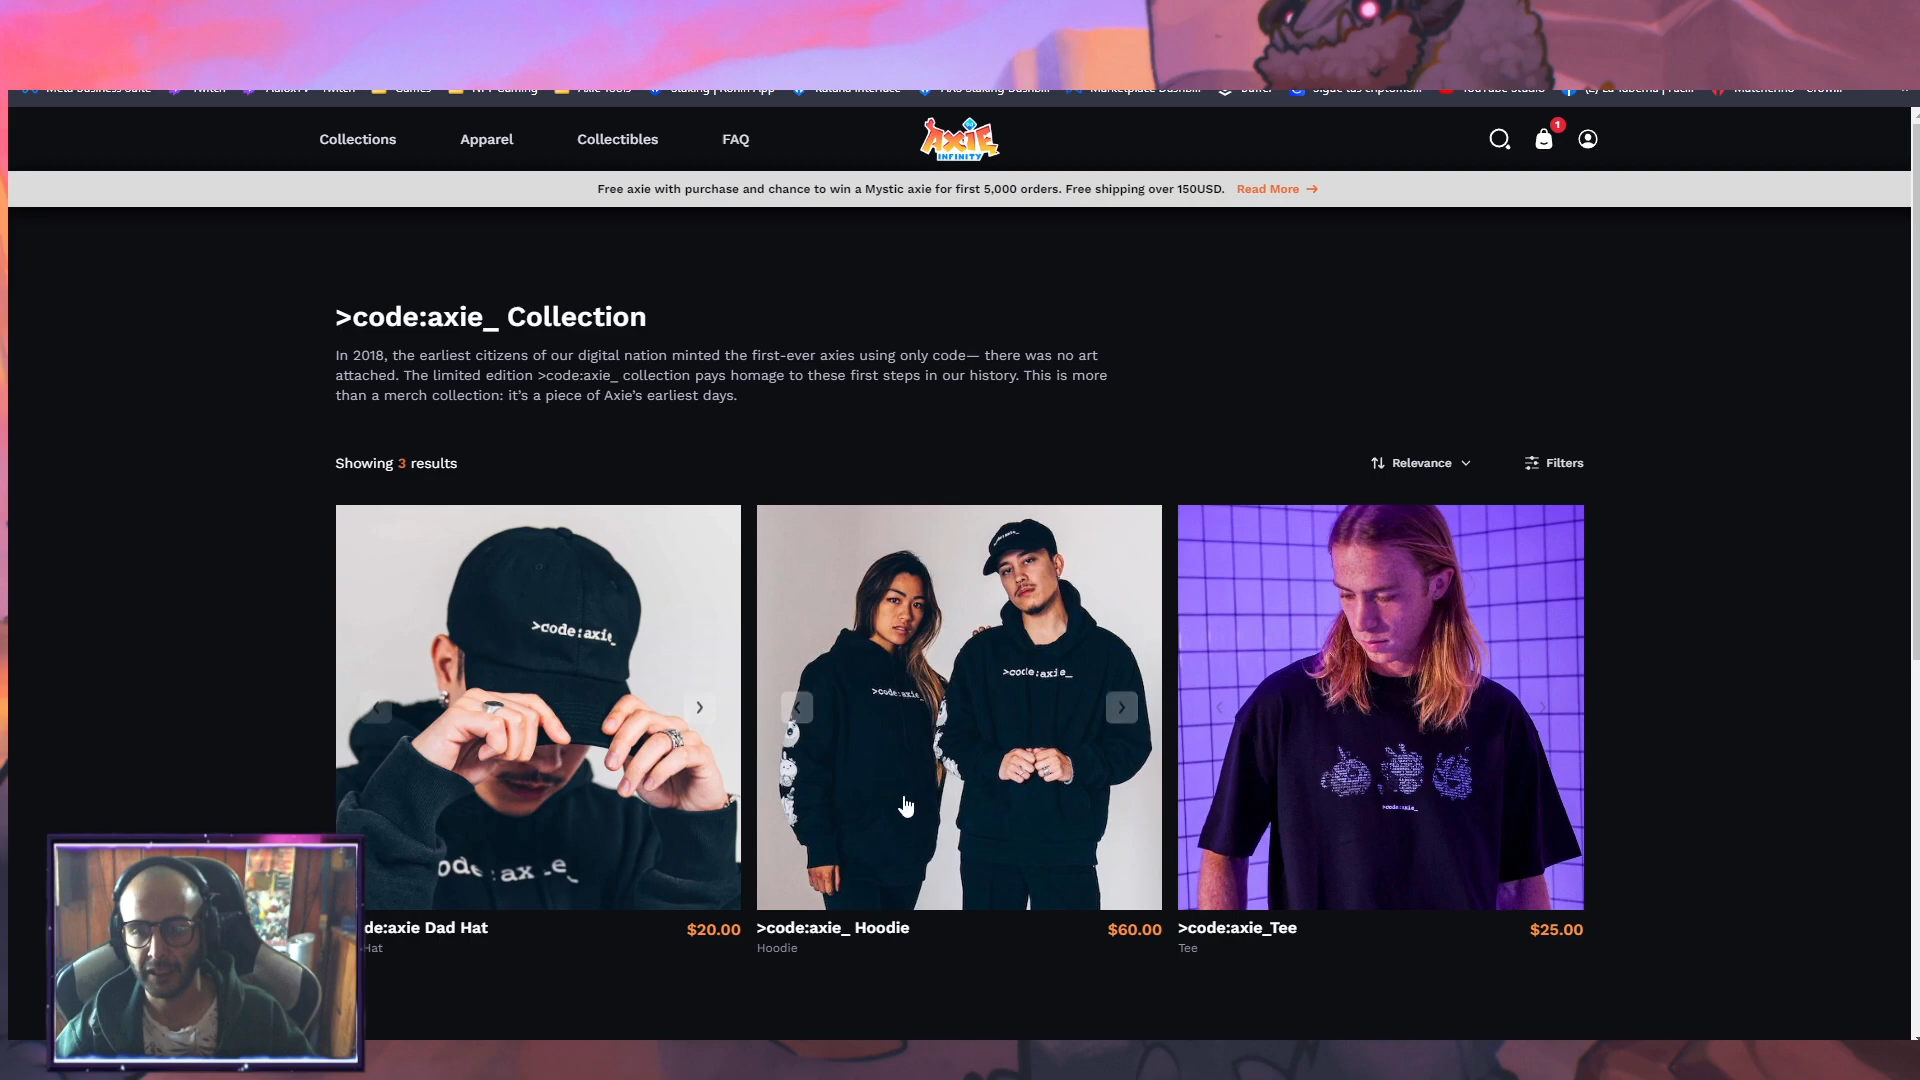 Collections
Apparel
Collectibles
FAQ
AXIE
INFINITY
1
Free axie with purchase and chance to win a Mystic axie for first 5,000 orders. Free shipping over 150USD. Read More →
>code:axie_ Collection
In 2018, the earliest citizens of our digital nation minted the first-ever axies using only code— there was no art
attached. The limited edition >code:axie_ collection pays homage to these first steps in our history. This is more
than a merch collection: it's a piece of Axie's earliest days.
Showing 3 results
Relevance
Filters
>code:axie_
ode:ax_e_
>code:axie_
>code:axie_
>code:axie_
de:axie Dad Hat
$20.00
Hat
>code:axie_ Hoodie
$60.00
Hoodie
>code:axie_Tee
$25.00
Tee